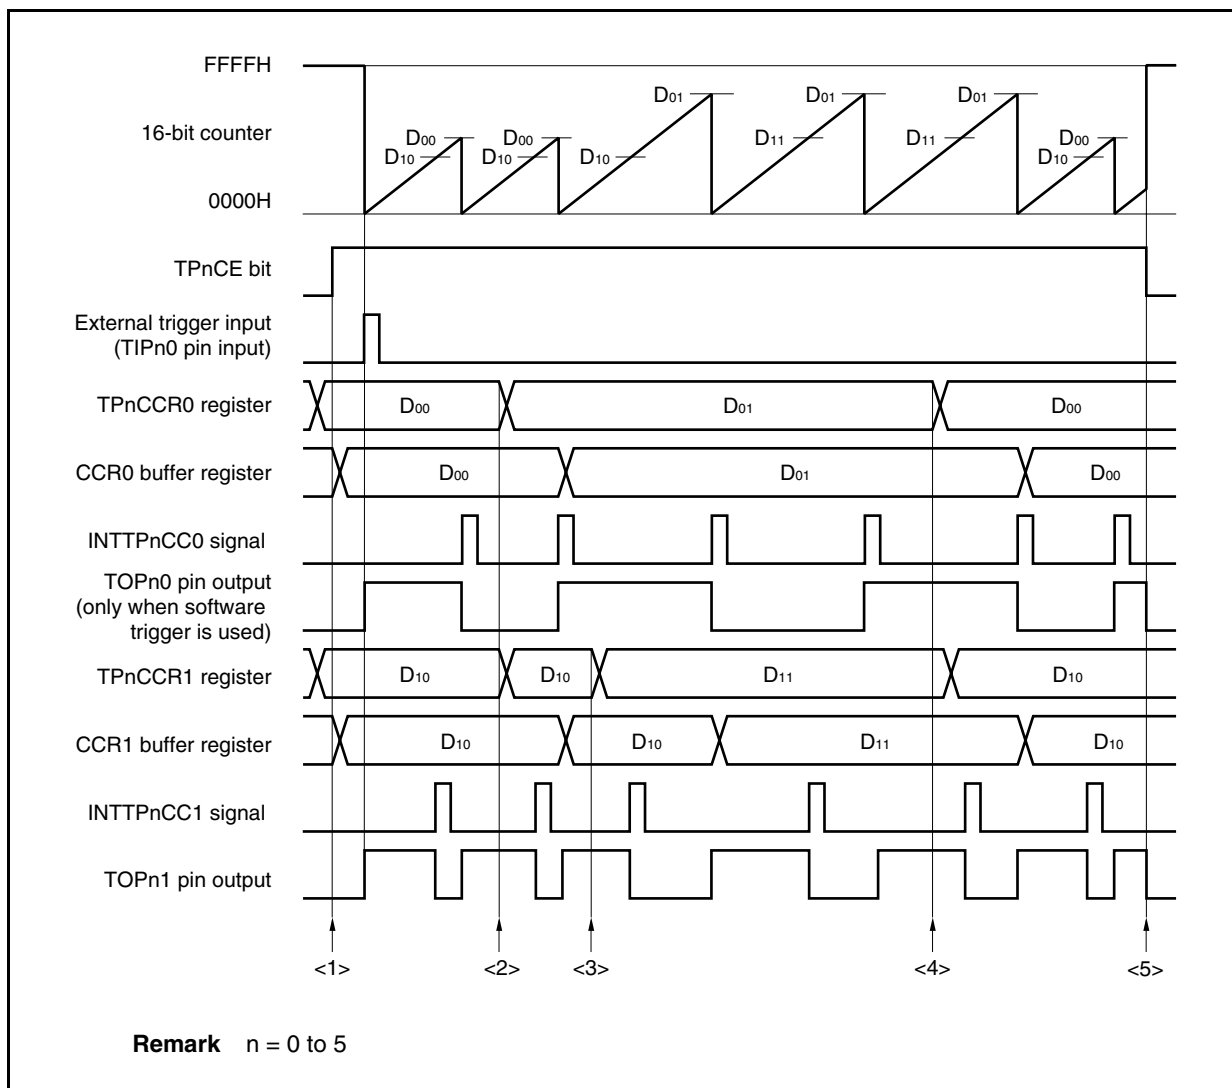 FFFFH
D01 D01 D01
16-bit counter
D00 D00 D11 D11 D00
D10 D10 D10 D10
0000H
TPnCE bit
External trigger input
(TIPn0 pin input)
TPnCCR0 register D00 D01 D00
CCR0 buffer register D00 D01 D00
INTTPnCC0 signal
TOPn0 pin output
(only when software
trigger is used)
TPnCCR1 register D10 D10 D11 D10
CCR1 buffer register D10 D10 D11 D10
INTTPnCC1 signal
TOPn1 pin output
<1> <2> <3> <4> <5>
Remark n = 0 to 5